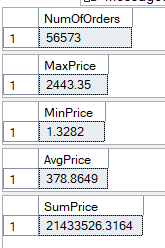 NumOfOrders
1 56573
MaxPrice
1 2443.35
MinPrice
1 1.3282
AvgPrice
1 378.8649
SumPrice
1 21433526.3164